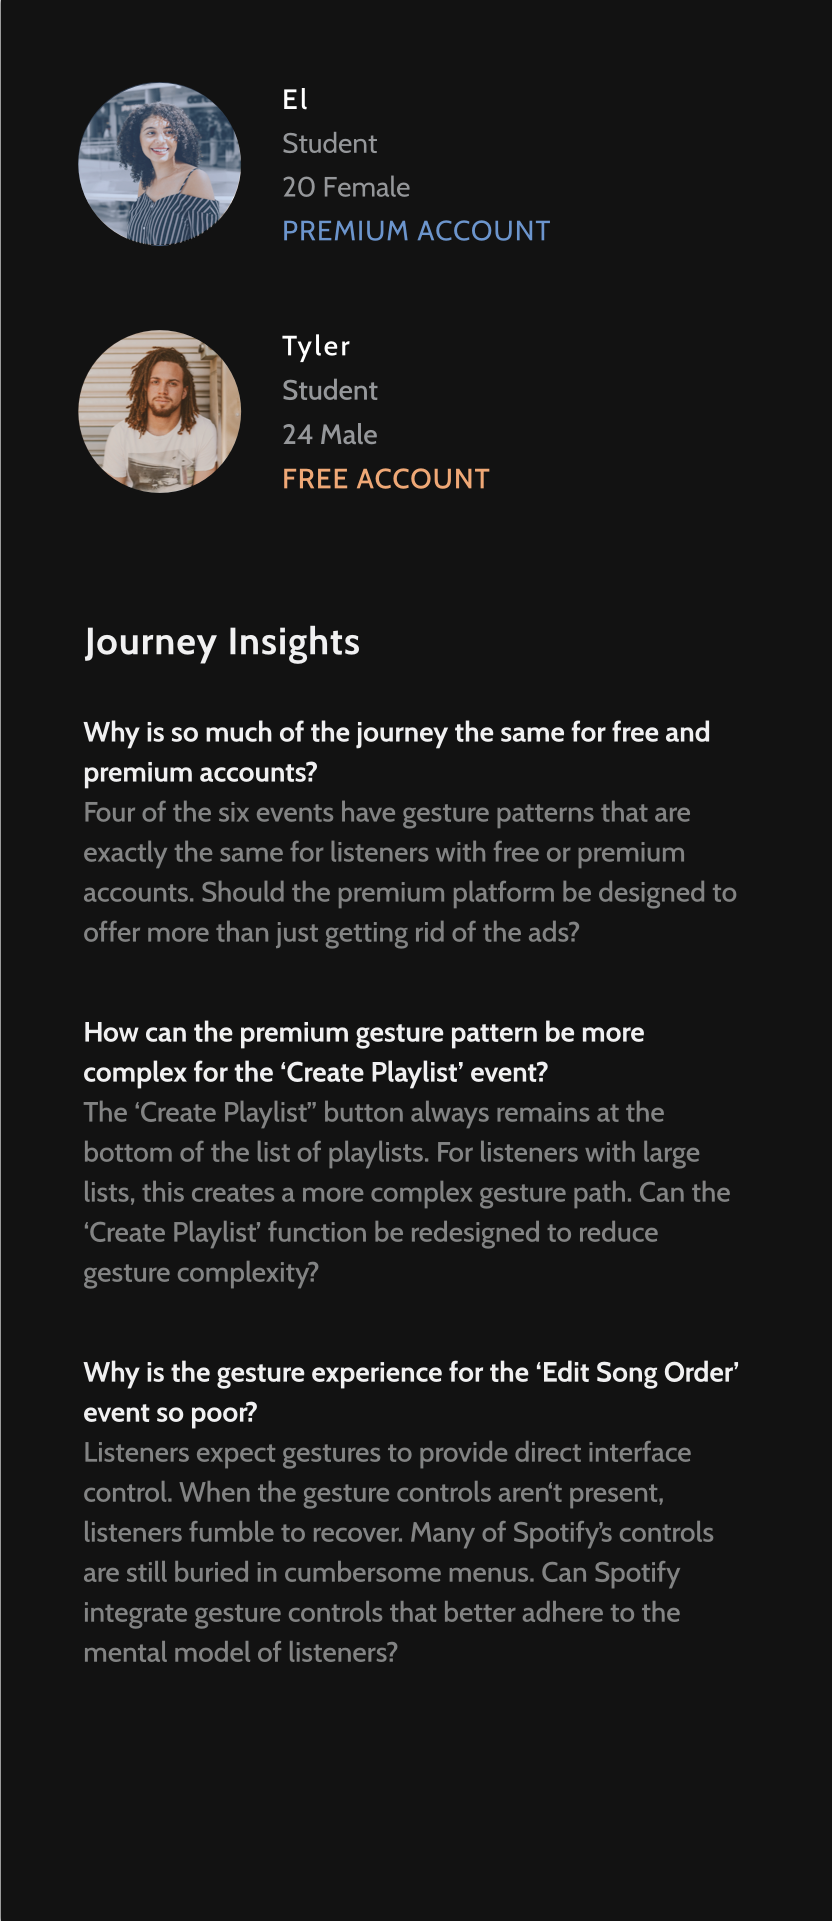 El
Student
20 Female
PREMIUM ACCOUNT
Tyler
Student
24 Male
FREE ACCOUNT
Journey Insights
Why is so much of the journey the same for free and
premium accounts?
Four of the six events have gesture patterns that are
exactly the same for listeners with free or premium
accounts. Should the premium platform be designed to
offer more than just getting rid of the ads?
How can the premium gesture pattern be more
complex for the ‘Create Playlist’ event?
The ‘Create Playlist” button always remains at the
bottom of the list of playlists. For listeners with large
lists, this creates a more complex gesture path. Can the
‘Create Playlist’ function be redesigned to reduce
gesture complexity?
Why is the gesture experience for the ‘Edit Song Order’
event so poor?
Listeners expect gestures to provide direct interface
control. When the gesture controls aren‘t present,
listeners fumble to recover. Many of Spotify’s controls
are still buried in cumbersome menus. Can Spotify
integrate gesture controls that better adhere to the
mental model of listeners?